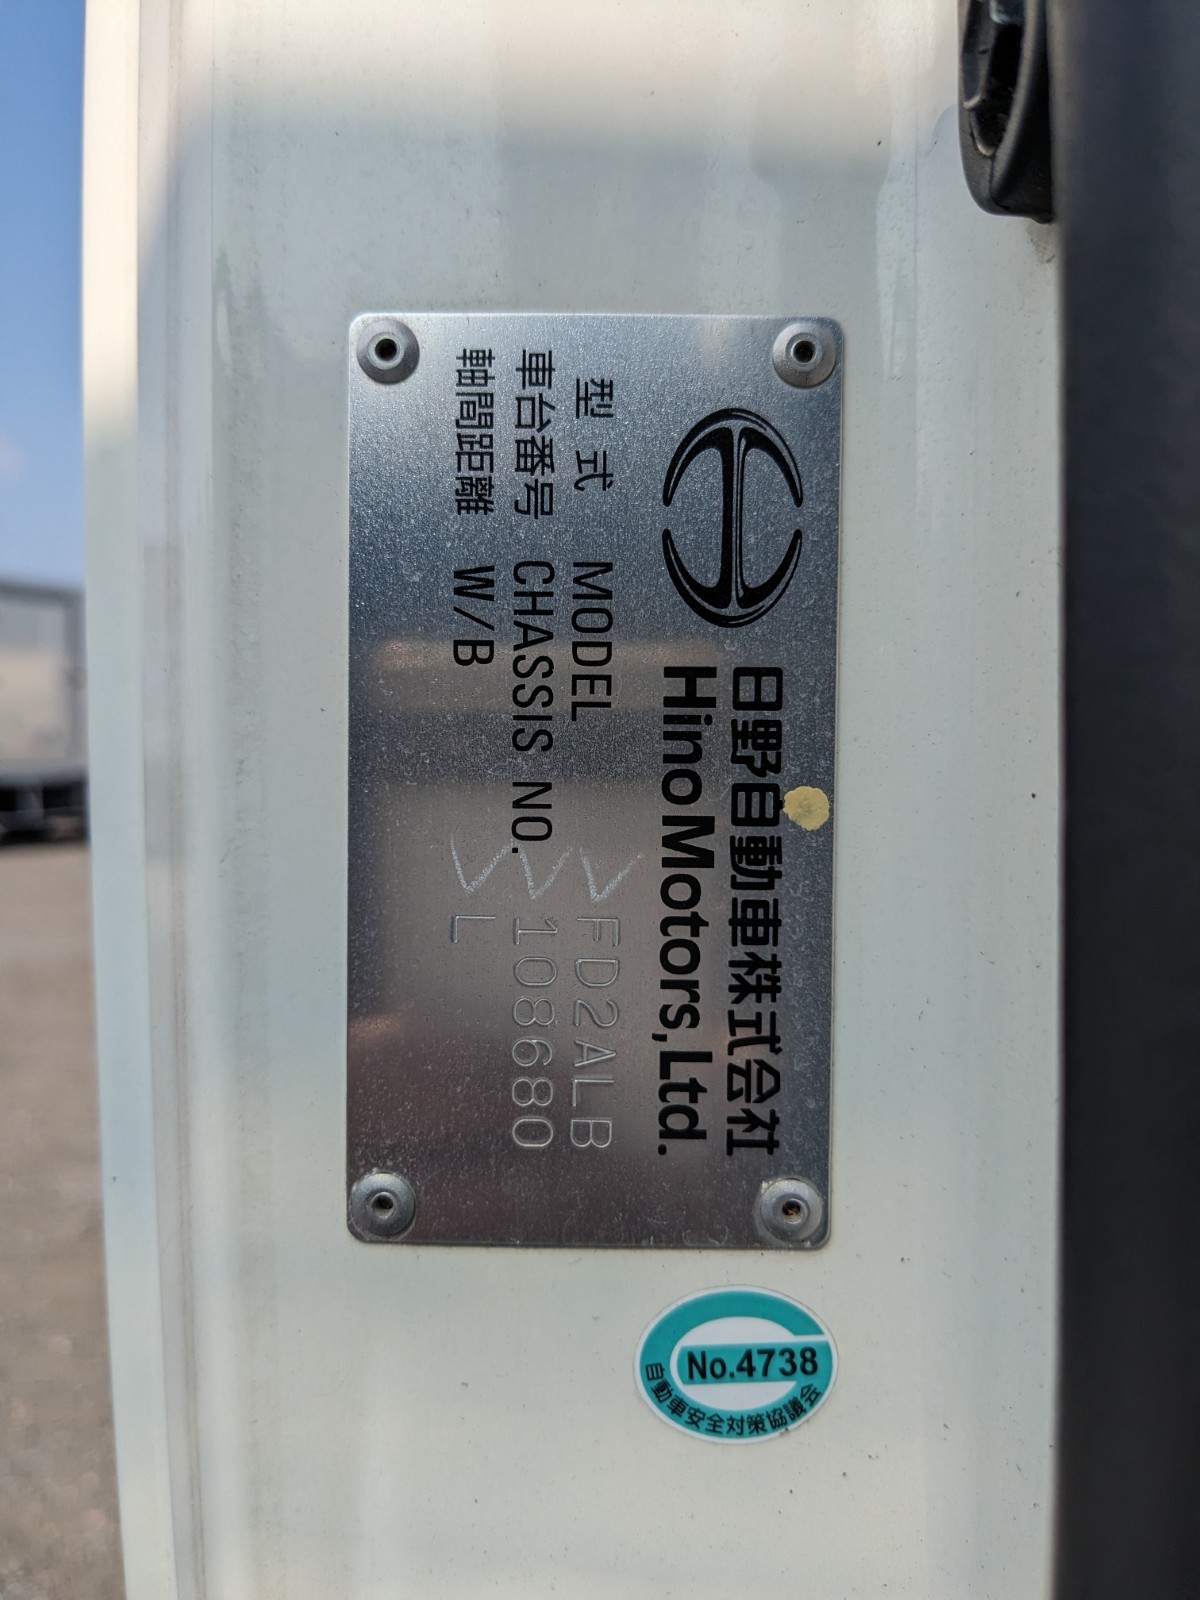 日野自動車株式会社
Hino Motors, Ltd.
型式 MODEL FD2ALB
車台番号 CHASSIS NO. 108680
軸間距離 W/B L
No.4738
自動車安全対策協議会